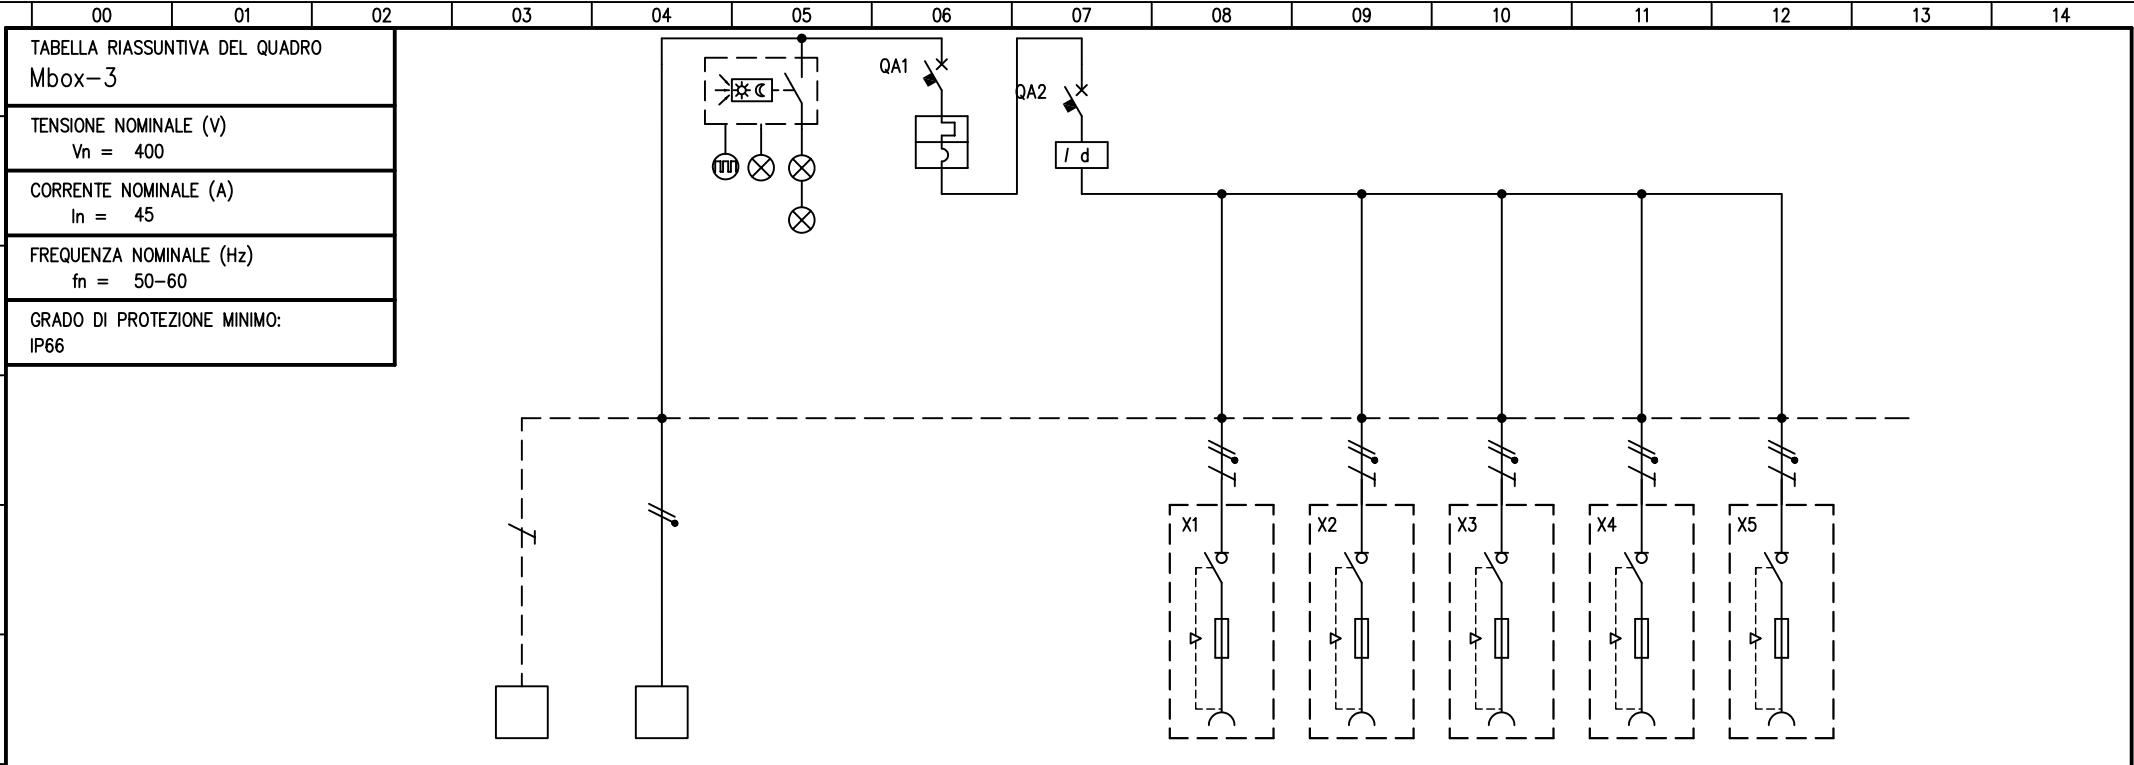 00 01 02 03 04 05 06 07 08 09 10 11 12 13 14
TABELLA RIASSUNTIVA DEL QUADRO
Mbox-3
TENSIONE NOMINALE (V)
Vn = 400
CORRENTE NOMINALE (A)
In = 45
FREQUENZA NOMINALE (Hz)
fn = 50-60
GRADO DI PROTEZIONE MINIMO:
IP66
QA1
QA2
I d
X1 X2 X3 X4 X5